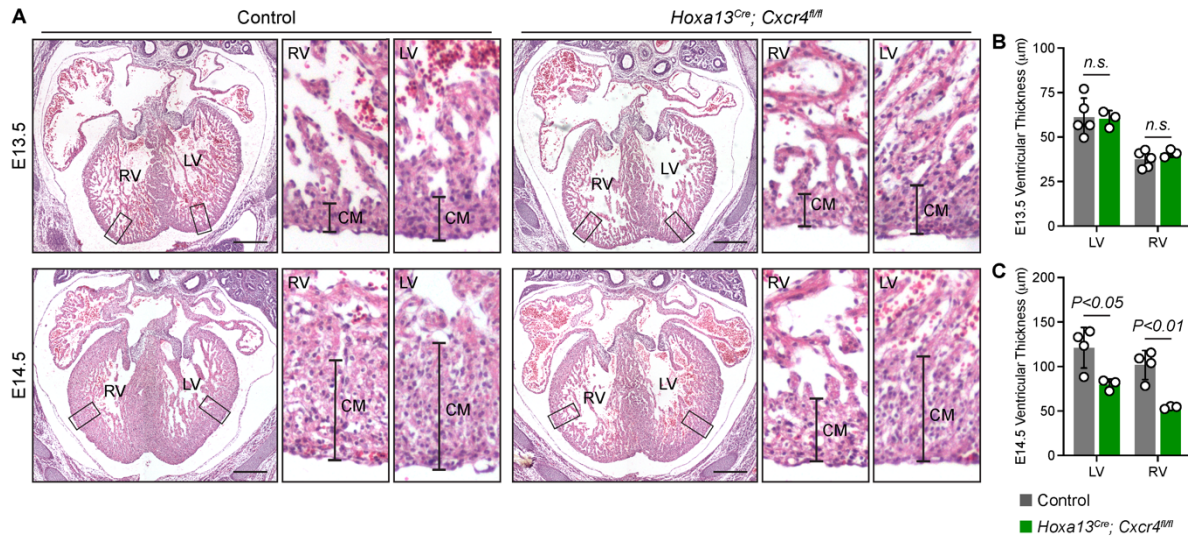 A
Control
Hoxa13Cre; Cxcr4fl/fl
E13.5
RV
LV
RV
CM
LV
CM
RV
LV
RV
CM
LV
CM
E14.5
RV
LV
RV
CM
LV
CM
RV
LV
RV
CM
LV
CM
B
E13.5 Ventricular Thickness (μm)
100
75
50
25
0
n.s.
n.s.
LV RV
C
E14.5 Ventricular Thickness (μm)
200
150
100
50
0
P<0.05
P<0.01
LV RV
Control
Hoxa13Cre; Cxcr4fl/fl